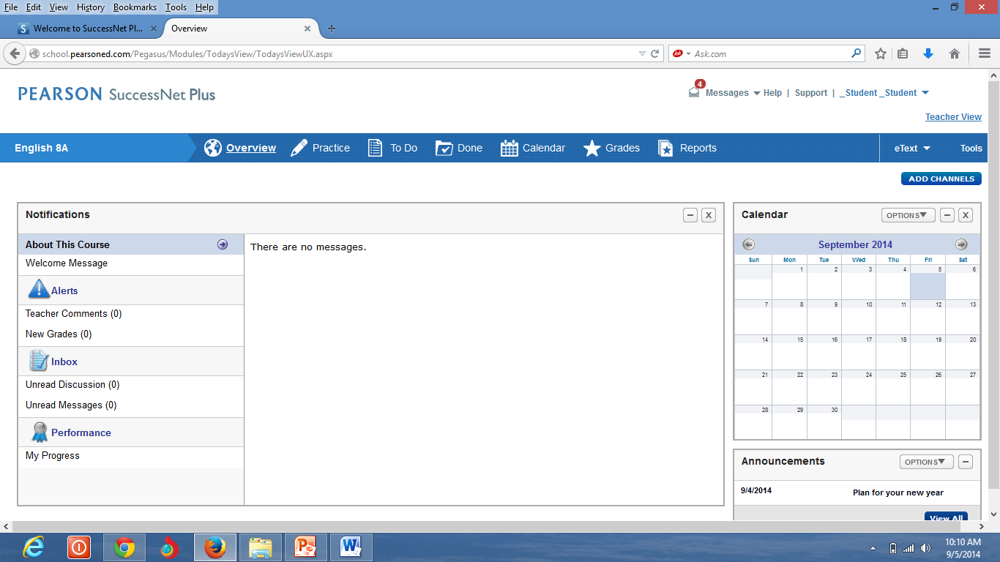 File Edit View History Bookmarks Tools Help
S Welcome to SuccessNet Pl... × Overview ×
school.pearsoned.com/Pegasus/Modules/TodaysView/TodaysViewUX.aspx
Ask Ask.com
PEARSON SuccessNet Plus
4 Messages Help | Support | _Student _Student
Teacher View
English 8A Overview Practice To Do Done Calendar Grades Reports eText Tools
ADD CHANNELS
Notifications
About This Course
Welcome Message
Alerts
Teacher Comments (0)
New Grades (0)
Inbox
Unread Discussion (0)
Unread Messages (0)
Performance
My Progress
There are no messages.
Calendar OPTIONS
September 2014
Sun Mon Tue Wed Thu Fri Sat
1 2 3 4 5 6
7 8 9 10 11 12 13
14 15 16 17 18 19 20
21 22 23 24 25 26 27
28 29 30
Announcements OPTIONS
9/4/2014 Plan for your new year
View All
10:10 AM
9/5/2014